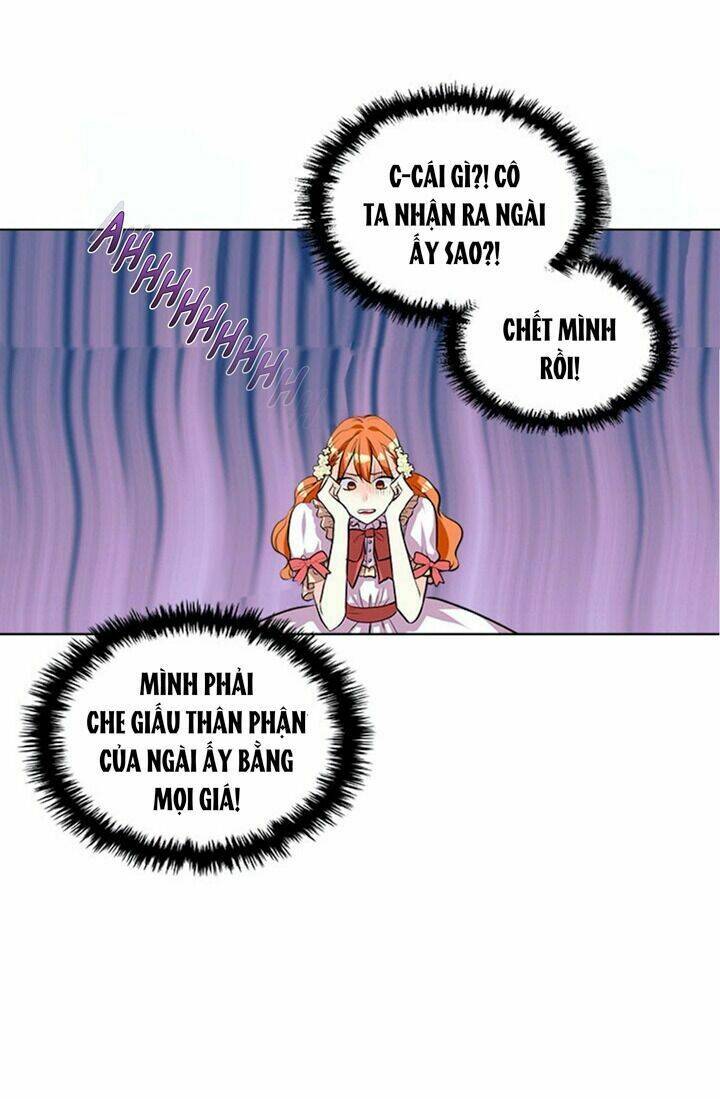 C-CÁI GÌ?! CÔ
TA NHẬN RA NGÀI
ẤY SAO?!
CHẾT MÌNH
RỒI!
AHHHHHHHHH
MÌNH PHẢI
CHE GIẤU THÂN PHẬN
CỦA NGÀI ẤY BẰNG
MỌI GIÁ!